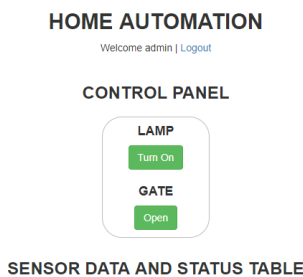 HOME AUTOMATION
Welcome admin | Logout
CONTROL PANEL
LAMP
Turn On
GATE
Open
SENSOR DATA AND STATUS TABLE